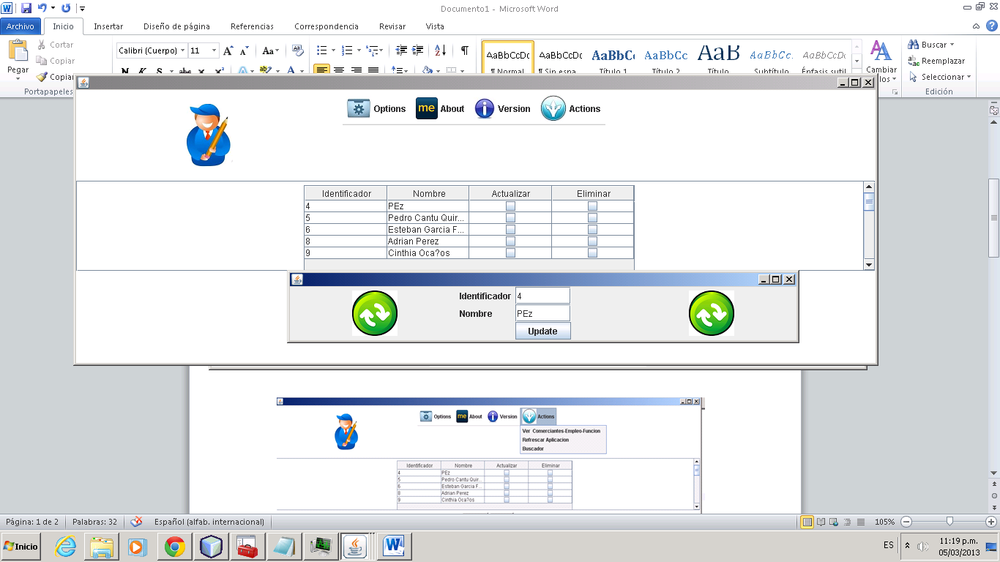 Documento1 - Microsoft Word
Archivo Inicio Insertar Diseño de página Referencias Correspondencia Revisar Vista
Pegar
Cortar
Copiar
Copiar
Portapapeles
Calibri (Cuerpo) 11
N K S abc x x
AaBbCcDc AaBbCcDc AaBbC AaBbCc AaB AaBbCc. AaBbCcDc
¶ Normal ¶ Sin espa... Título 1 Título 2 Título Subtítulo Énfasis sutil
Cambiar
Buscar
Reemplazar
Seleccionar
Edición
Options me About Version Actions
Identificador Nombre Actualizar Eliminar
4 PEz
5 Pedro Cantu Quir...
6 Esteban Garcia F...
8 Adrian Perez
9 Cinthia Oca?os
Identificador 4
Nombre PEz
Update
Options me About Version Actions
Ver Comerciantes-Empleo-Funcion
Refrescar Aplicacion
Buscador
Identificador Nombre Actualizar Eliminar
4 PEz
5 Pedro Cantu Quir...
6 Esteban Garcia F...
8 Adrian Perez
9 Cinthia Oca?os
Página: 1 de 2 Palabras: 32 Español (alfab. internacional) 105%
Inicio ES 11:19 p.m.
05/03/2013